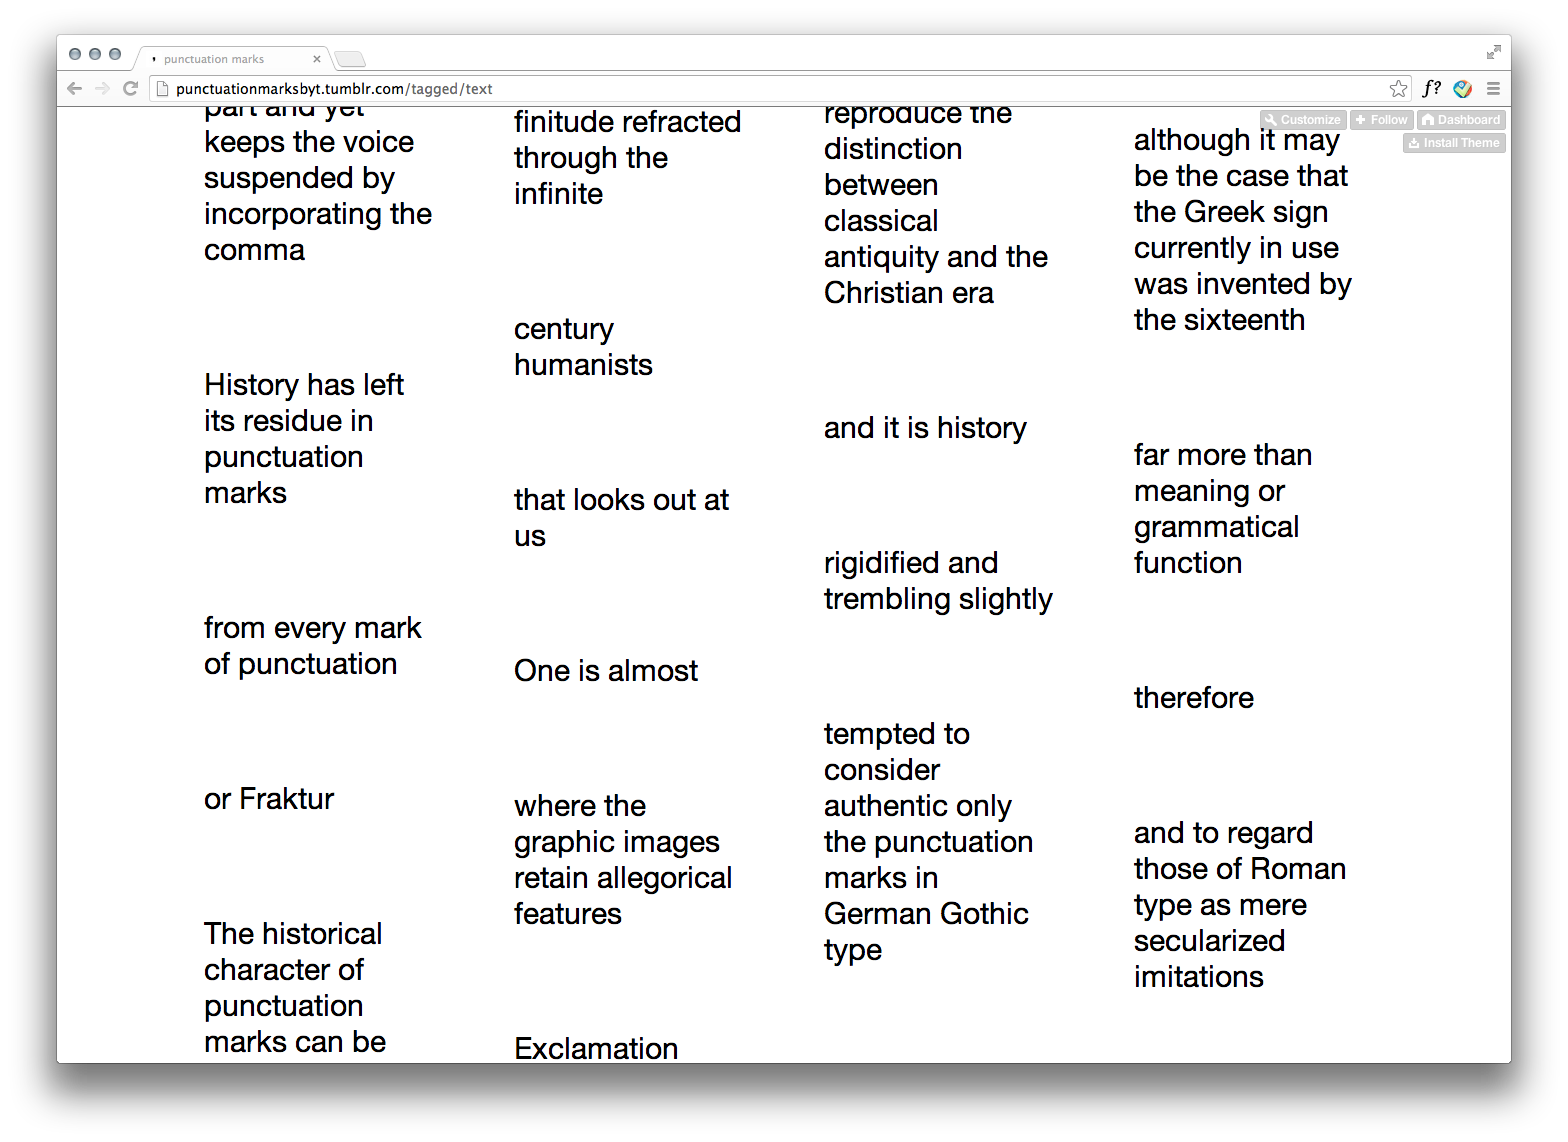 punctuation marks
punctuationmarksbyt.tumblr.com/tagged/text
f?
Customize
Follow
Dashboard
Install Theme
part and yet
keeps the voice
suspended by
incorporating the
comma
History has left
its residue in
punctuation
marks
from every mark
of punctuation
or Fraktur
The historical
character of
punctuation
marks can be
finitude refracted
through the
infinite
century
humanists
that looks out at
us
One is almost
where the
graphic images
retain allegorical
features
Exclamation
reproduce the
distinction
between
classical
antiquity and the
Christian era
and it is history
rigidified and
trembling slightly
tempted to
consider
authentic only
the punctuation
marks in
German Gothic
type
although it may
be the case that
the Greek sign
currently in use
was invented by
the sixteenth
far more than
meaning or
grammatical
function
therefore
and to regard
those of Roman
type as mere
secularized
imitations